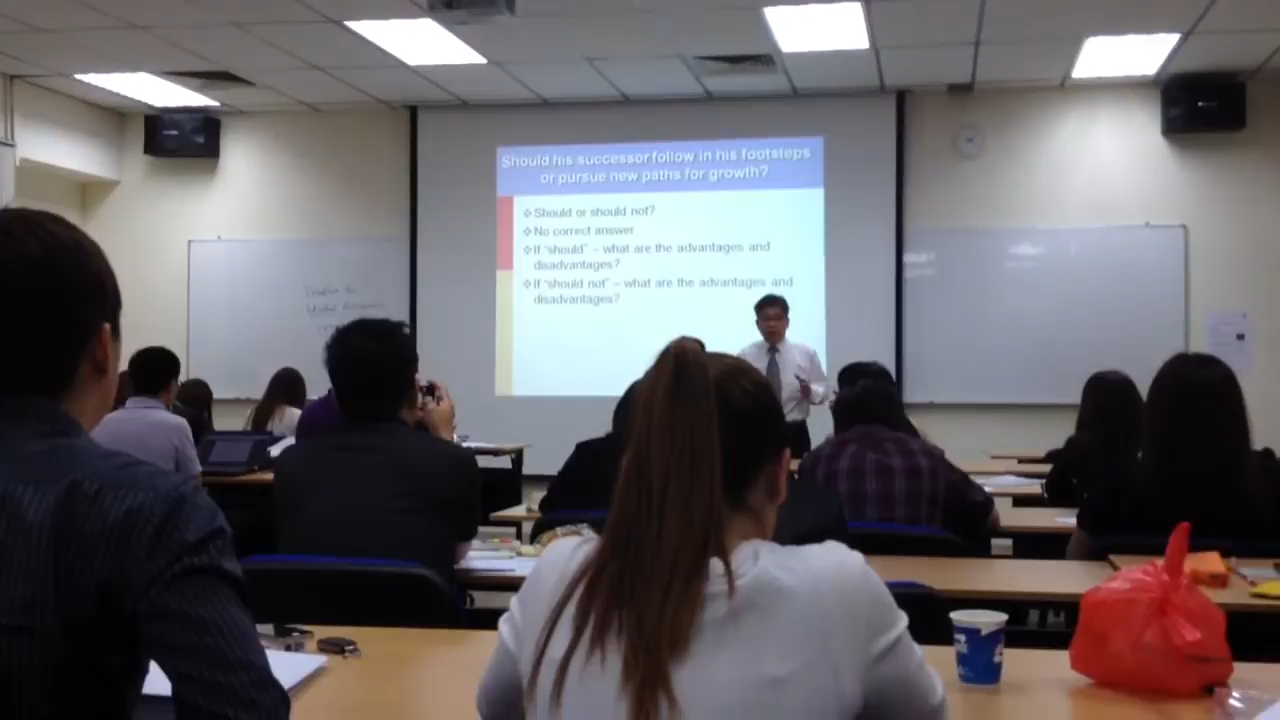 Should his successor follow in his footsteps
or pursue new paths for growth?
❖Should or should not?
❖No correct answer
❖If "should" – what are the advantages and
disadvantages?
❖If "should not" – what are the advantages and
disadvantages?